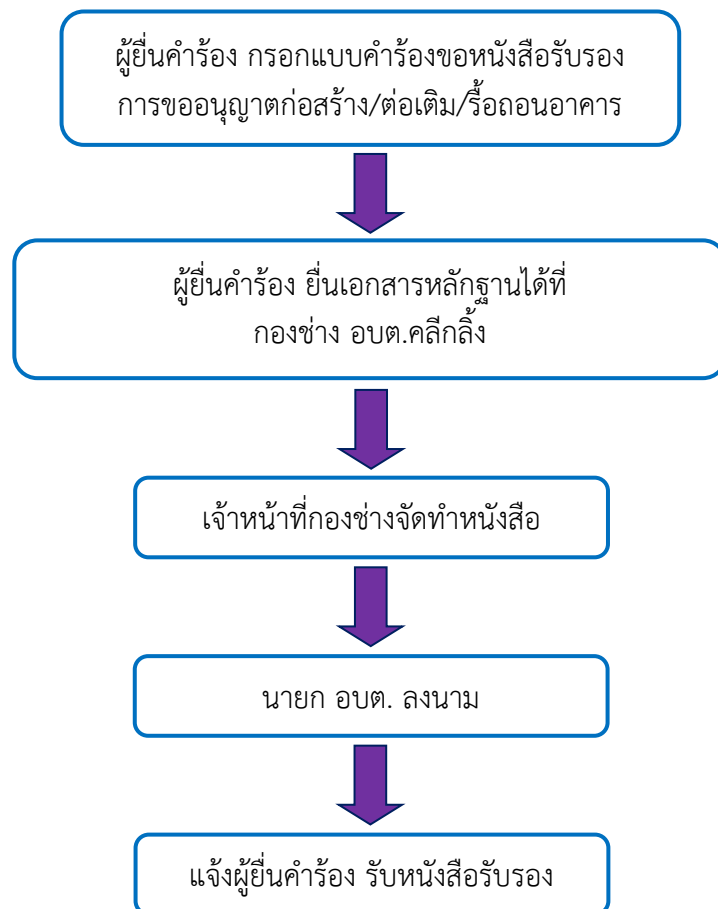 ผู้ยื่นคำร้อง กรอกแบบคำร้องขอหนังสือรับรอง
การขออนุญาตก่อสร้าง/ต่อเติม/รื้อถอนอาคาร
ผู้ยื่นคำร้อง ยื่นเอกสารหลักฐานได้ที่
กองช่าง อบต.คลีกลิ้ง
เจ้าหน้าที่กองช่างจัดทำหนังสือ
นายก อบต. ลงนาม
แจ้งผู้ยื่นคำร้อง รับหนังสือรับรอง